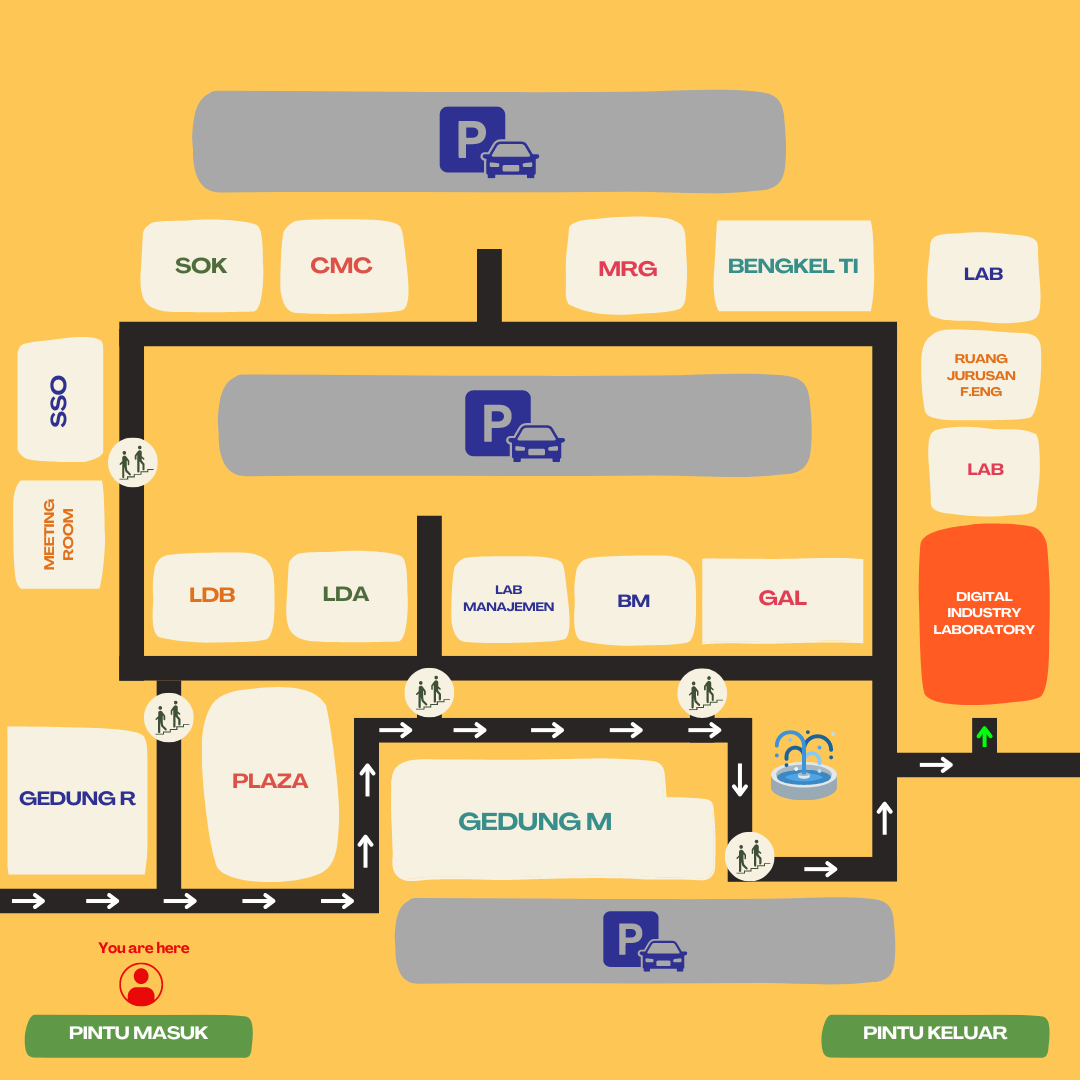 P
SOK
CMC
MRG
BENGKEL TI
LAB
SSO
RUANG
JURUSAN
F.ENG
P
LAB
MEETING
ROOM
LDB
LDA
LAB
MANAJEMEN
BM
GAL
DIGITAL
INDUSTRY
LABORATORY
GEDUNG R
PLAZA
GEDUNG M
P
You are here
PINTU MASUK
PINTU KELUAR